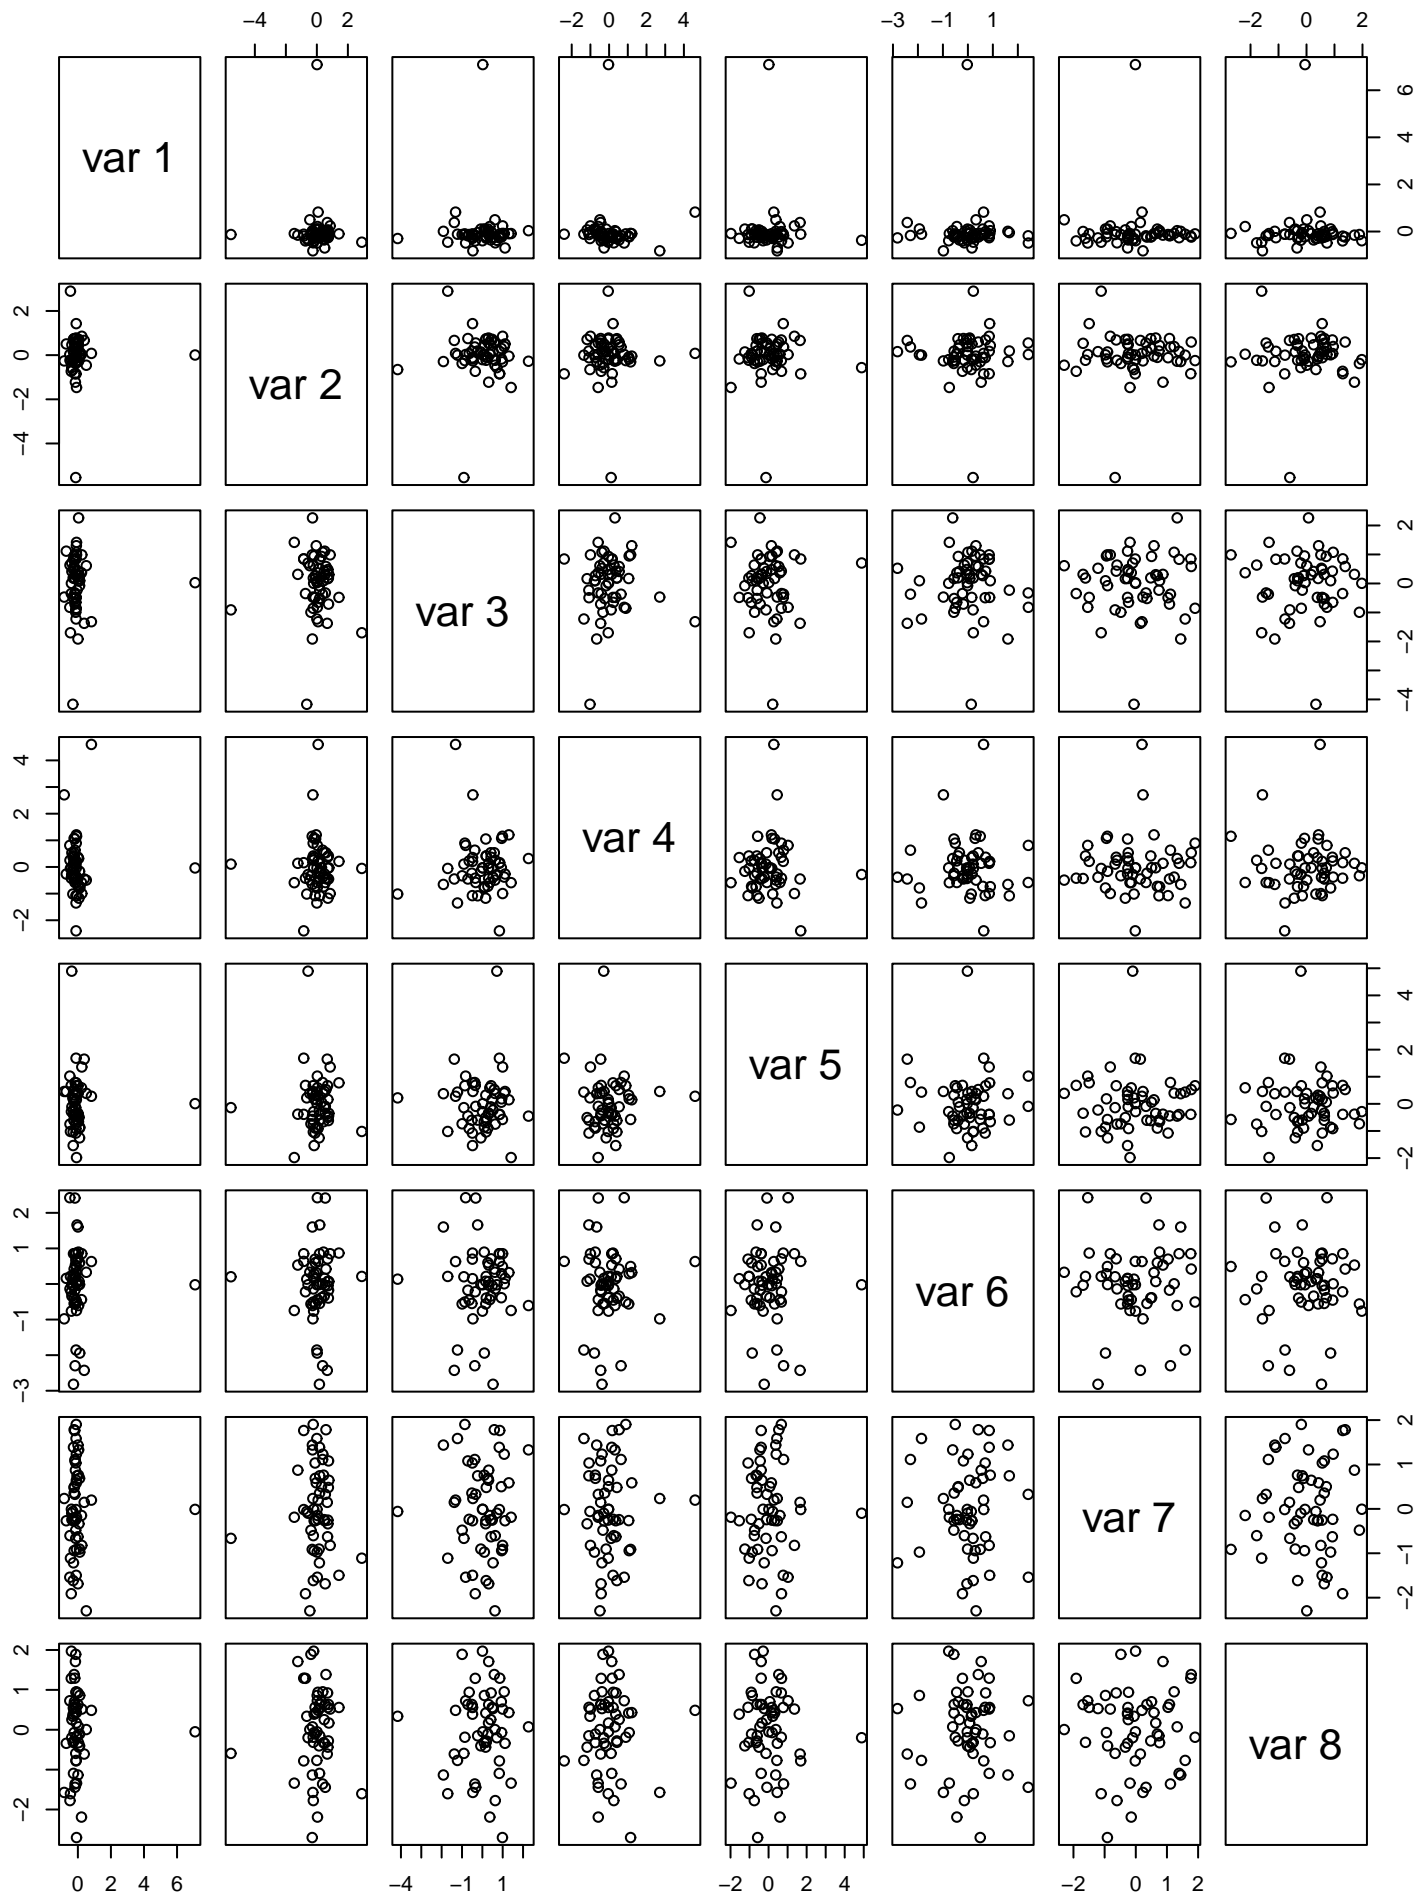 −4 0 2 −2 0 2 4 −3 −1 1 −2 0 2
var 1 0 2 4 6
−4 −2 0 2 var 2
var 3 −4 −2 0 2
−2 0 2 4 var 4
var 5 −2 0 2 4
−3 −1 1 2 var 6
var 7 −2 −1 0 1 2
−2 0 1 2 var 8
0 2 4 6 −4 −1 1 −2 0 2 4 −2 0 1 2